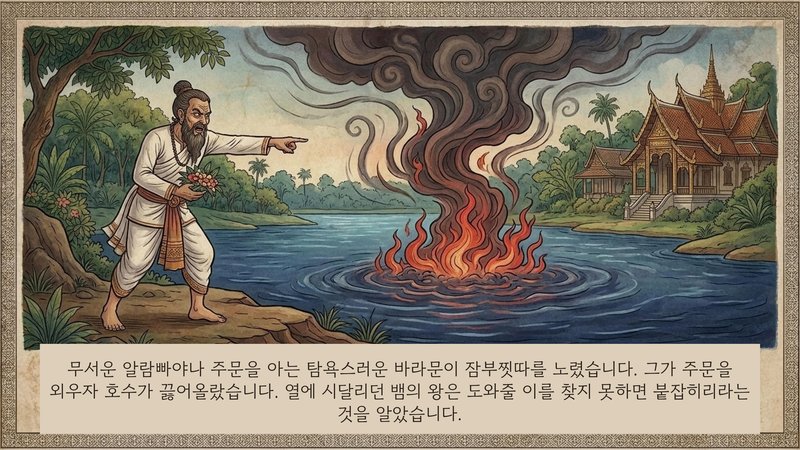 무서운 알람빠야나 주문을 아는 탐욕스러운 바라문이 잠부찟따를 노렸습니다. 그가 주문을
외우자 호수가 끓어올랐습니다. 열에 시달리던 뱀의 왕은 도와줄 이를 찾지 못하면 붙잡히리라는
것을 알았습니다.